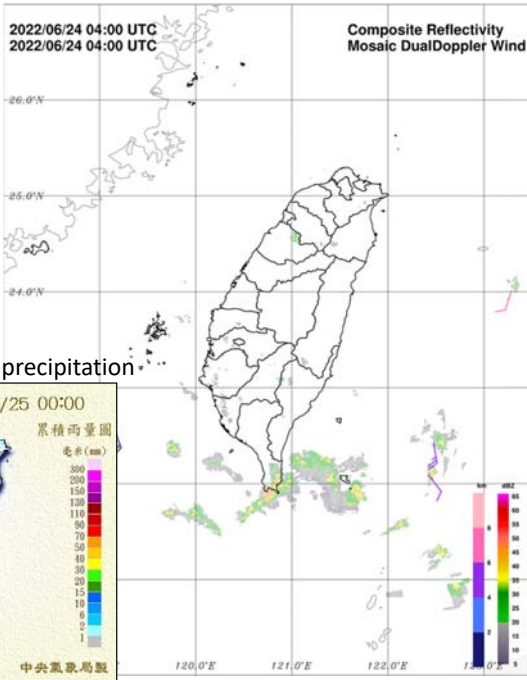 2022/06/24 04:00 UTC
2022/06/24 04:00 UTC
Composite Reflectivity
Mosaic DualDoppler Wind
26.0°N
25.0°N
24.0°N
precipitation
/25 00:00
累積雨量圖
毫米(mm)
300
200
150
130
110
90
70
50
40
30
20
15
10
6
2
1
中央氣象局製
km
8
6
4
2
dBZ
65
60
55
50
45
40
35
30
25
20
15
10
5
120.0°E
121.0°E
122.0°E